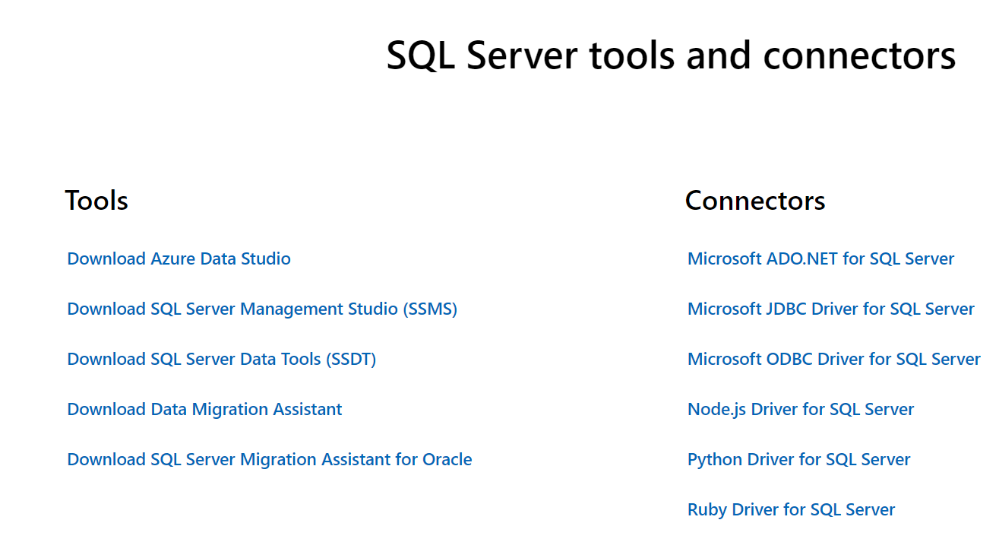 SQL Server tools and connectors
Tools
Download Azure Data Studio
Download SQL Server Management Studio (SSMS)
Download SQL Server Data Tools (SSDT)
Download Data Migration Assistant
Download SQL Server Migration Assistant for Oracle
Connectors
Microsoft ADO.NET for SQL Server
Microsoft JDBC Driver for SQL Server
Microsoft ODBC Driver for SQL Server
Node.js Driver for SQL Server
Python Driver for SQL Server
Ruby Driver for SQL Server